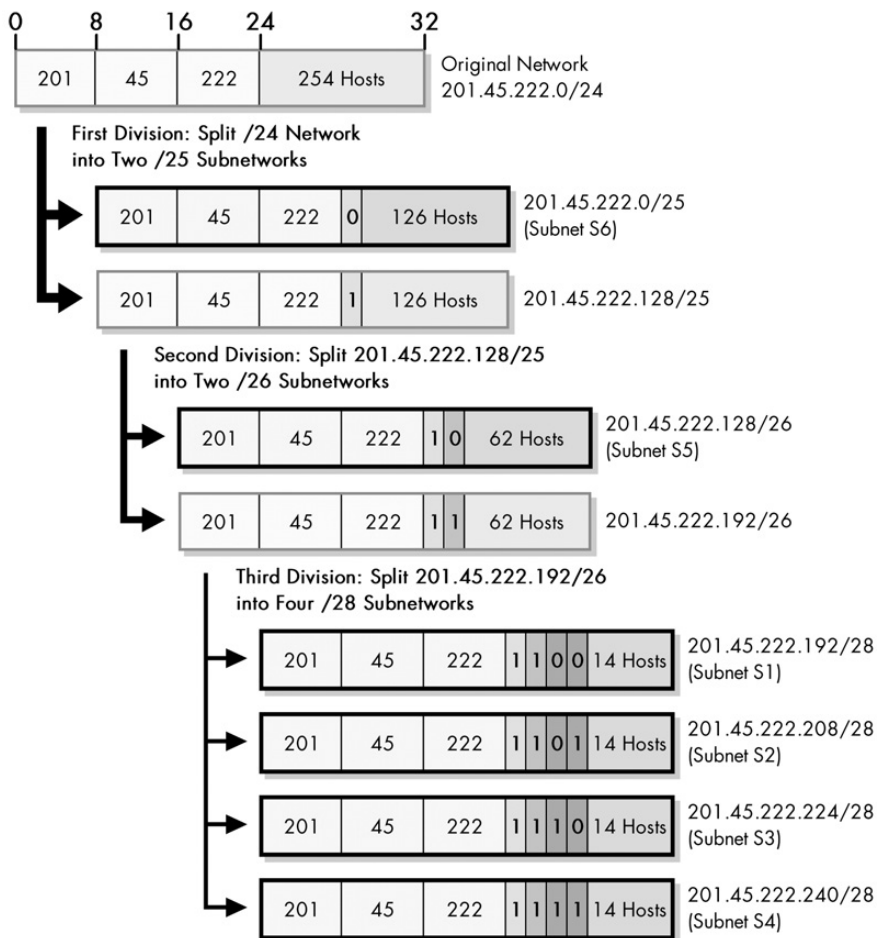 0 8 16 24 32
201 45 222 254 Hosts
Original Network
201.45.222.0/24
First Division: Split /24 Network
into Two /25 Subnetworks
201 45 222 0 126 Hosts
201.45.222.0/25
(Subnet S6)
201 45 222 1 126 Hosts
201.45.222.128/25
Second Division: Split 201.45.222.128/25
into Two /26 Subnetworks
201 45 222 1 0 62 Hosts
201.45.222.128/26
(Subnet S5)
201 45 222 1 1 62 Hosts
201.45.222.192/26
Third Division: Split 201.45.222.192/26
into Four /28 Subnetworks
201 45 222 1 1 0 0 14 Hosts
201.45.222.192/28
(Subnet S1)
201 45 222 1 1 0 1 14 Hosts
201.45.222.208/28
(Subnet S2)
201 45 222 1 1 1 0 14 Hosts
201.45.222.224/28
(Subnet S3)
201 45 222 1 1 1 1 14 Hosts
201.45.222.240/28
(Subnet S4)